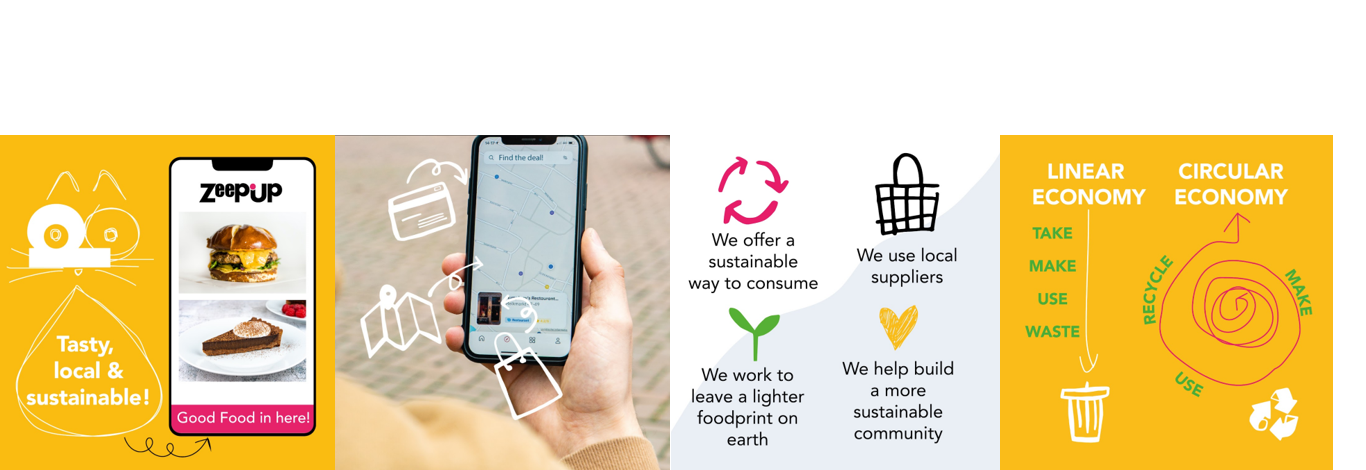 Tasty,
local &
sustainable!
ZeepUp
Good Food in here!
Find the deal!
We offer a
sustainable
way to consume
We use local
suppliers
We work to
leave a lighter
foodprint on
earth
We help build
a more
sustainable
community
LINEAR
ECONOMY
TAKE
MAKE
USE
WASTE
CIRCULAR
ECONOMY
RECYCLE
MAKE
USE